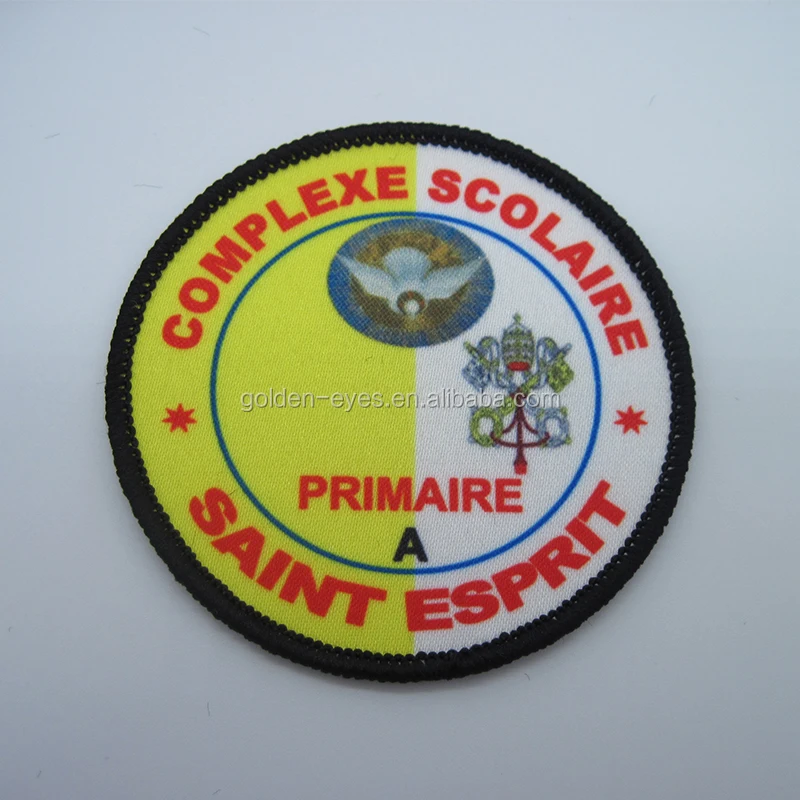 COMPLEXE SCOLAIRE
golden-eyes.en.alibaba.com
PRIMAIRE
A
SAINT ESPRIT